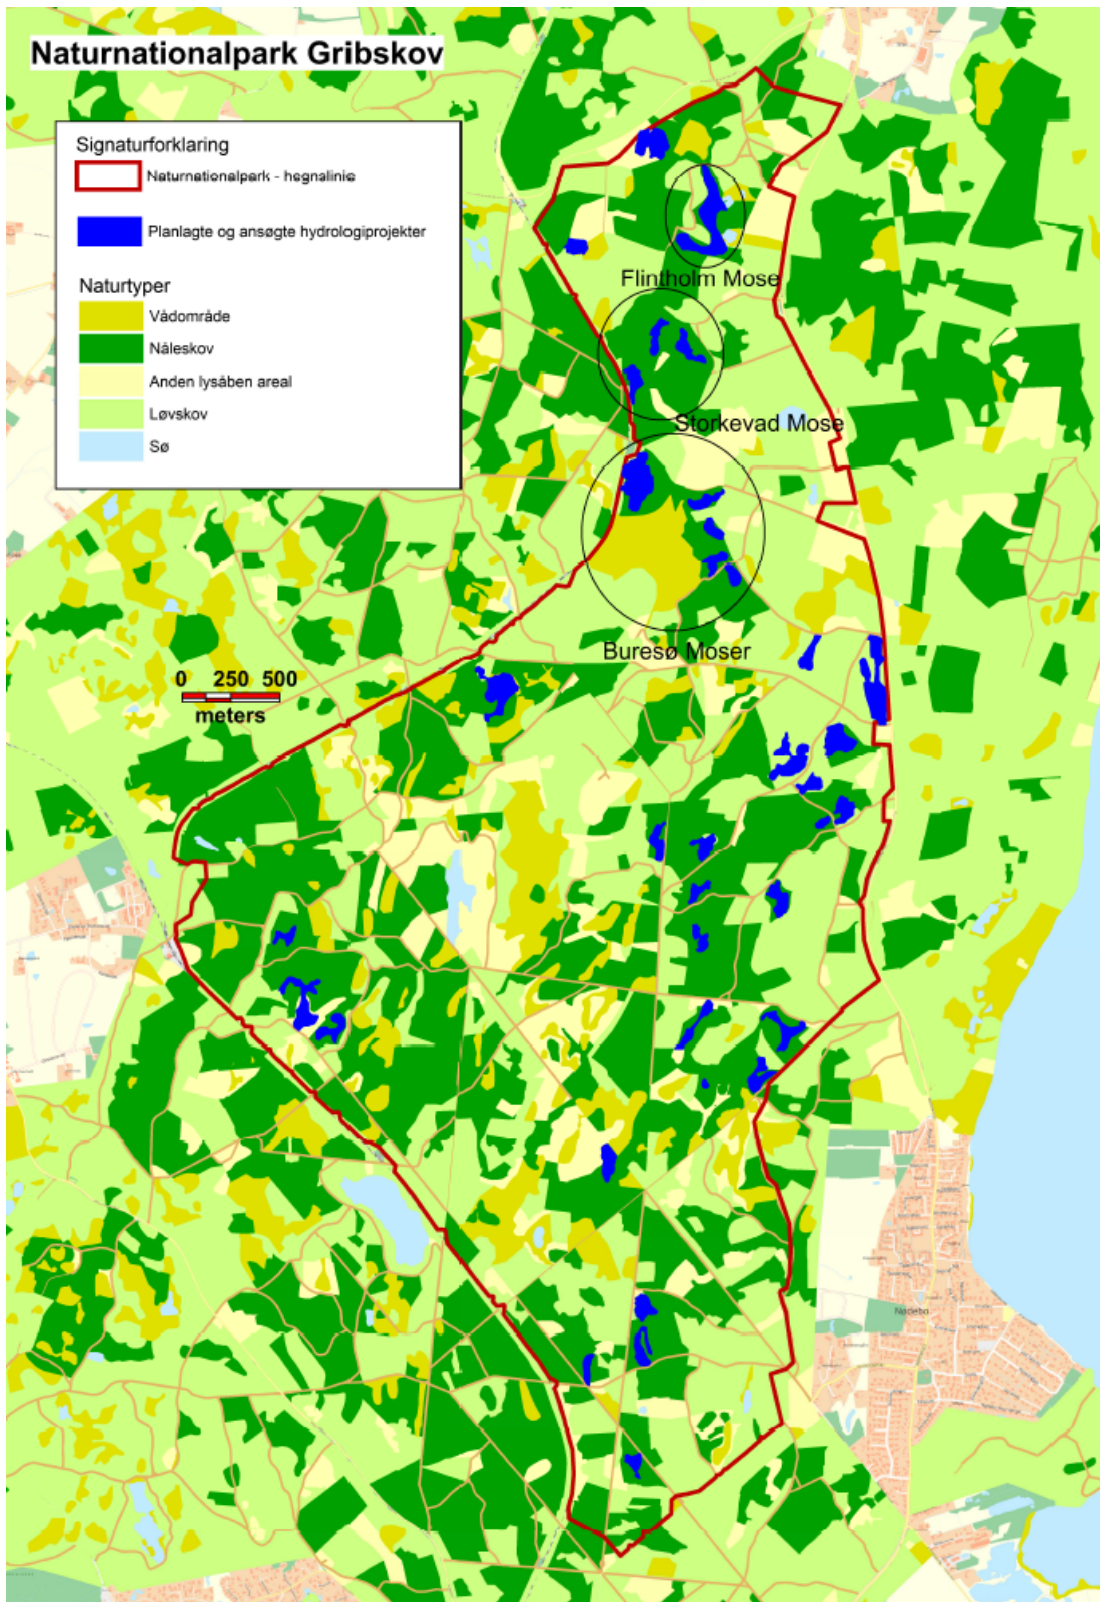 Naturnationalpark Gribskov
Signaturforklaring
Naturnationalpark - hegnslinie
Planlagte og ansøgte hydrologiprojekter
Naturtyper
Vådområde
Nåleskov
Anden lysåben areal
Løvskov
Sø
Flintholm Mose
Storkevad Mose
Buresø Moser
0 250 500
meters
Nødebo